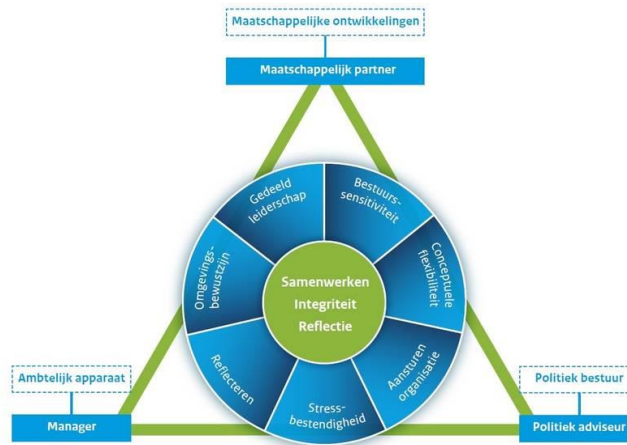 Maatschappelijke ontwikkelingen
Maatschappelijk partner
Gedeeld
leiderschap
Bestuurs-
sensitiviteit
Omgevings-
bewustzijn
Conceptuele
flexibiliteit
Samenwerken
Integriteit
Reflectie
Reflecteren
Aansturen
organisatie
Stress-
bestendigheid
Ambtelijk apparaat
Manager
Politiek bestuur
Politiek adviseur